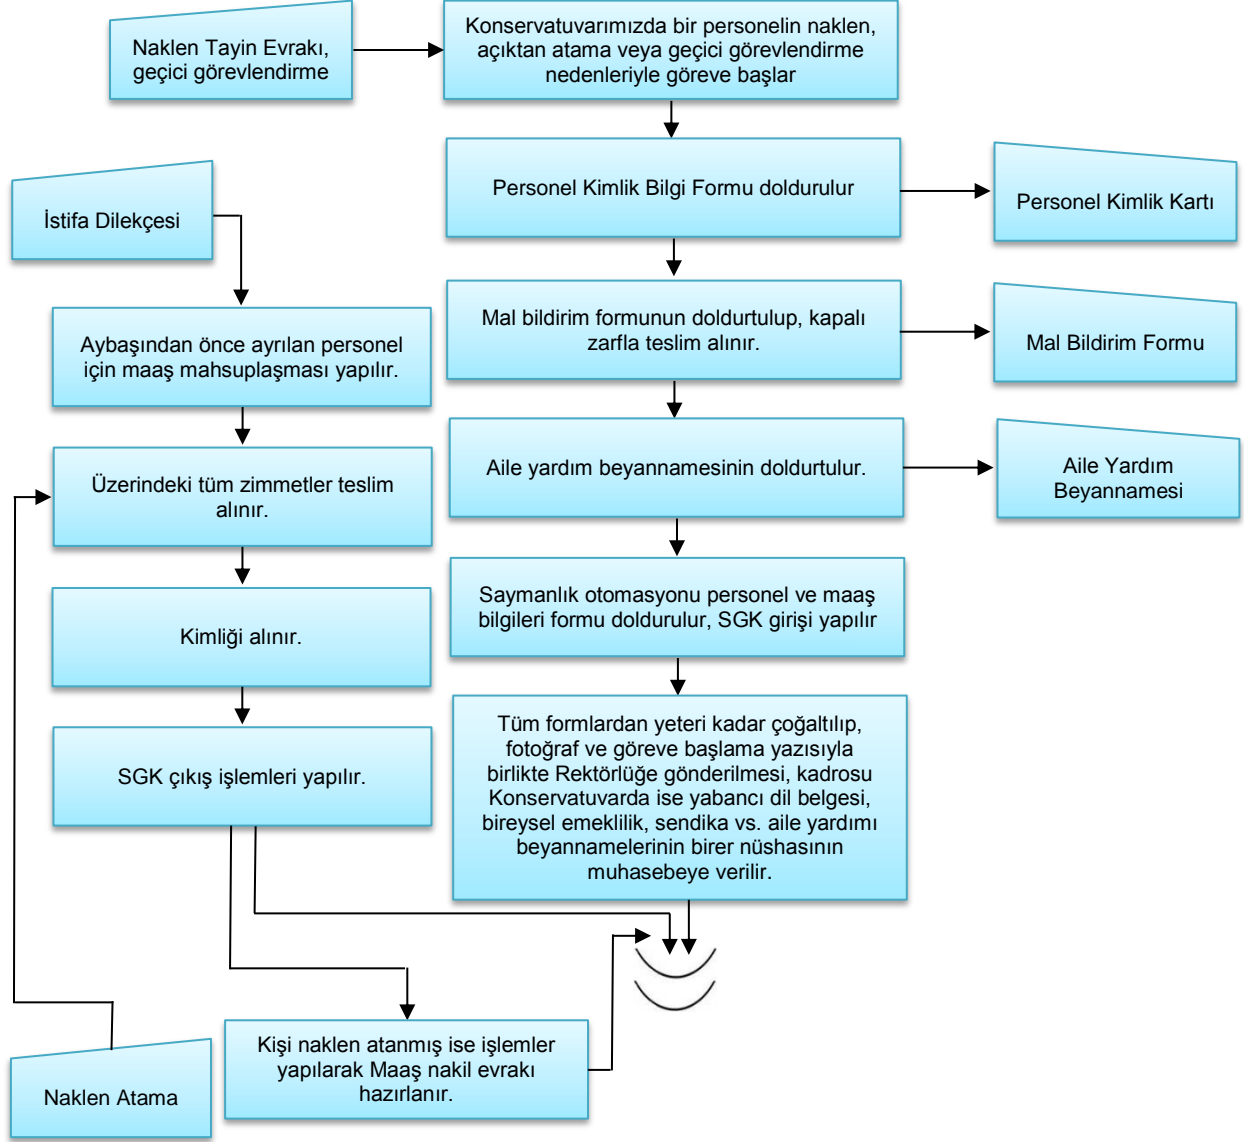 Naklen Tayin Evrakı,
geçici görevlendirme
Konservatuvarımızda bir personelin naklen,
açıktan atama veya geçici görevlendirme
nedenleriyle göreve başlar
Personel Kimlik Bilgi Formu doldurulur
Personel Kimlik Kartı
İstifa Dilekçesi
Mal bildirim formunun doldurtulup, kapalı
zarfla teslim alınır.
Mal Bildirim Formu
Aybaşından önce ayrılan personel
için maaş mahsuplaşması yapılır.
Aile yardım beyannamesinin doldurtulur.
Aile Yardım
Beyannamesi
Üzerindeki tüm zimmetler teslim
alınır.
Saymanlık otomasyonu personel ve maaş
bilgileri formu doldurulur, SGK girişi yapılır
Kimliği alınır.
Tüm formlardan yeteri kadar çoğaltılıp,
fotoğraf ve göreve başlama yazısıyla
birlikte Rektörlüğe gönderilmesi, kadrosu
Konservatuvarda ise yabancı dil belgesi,
bireysel emeklilik, sendika vs. aile yardımı
beyannamelerinin birer nüshasının
muhasebeye verilir.
SGK çıkış işlemleri yapılır.
Kişi naklen atanmış ise işlemler
yapılarak Maaş nakil evrakı
hazırlanır.
Naklen Atama